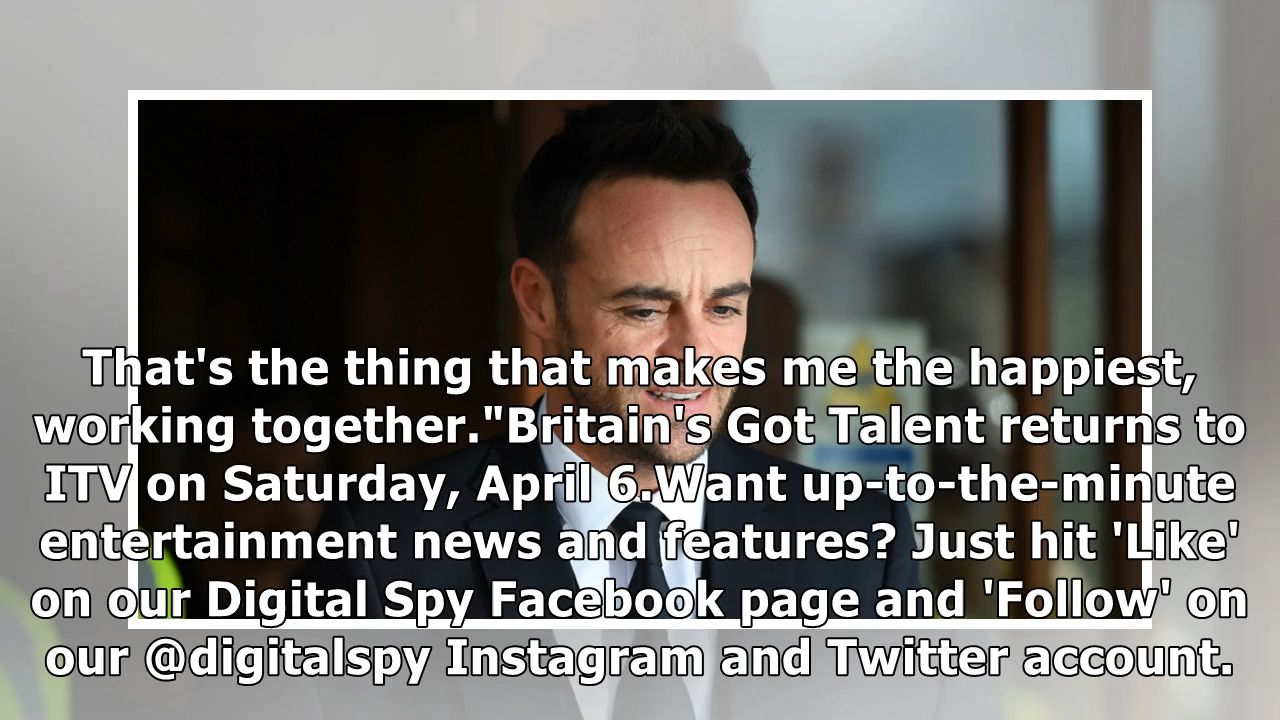 That's the thing that makes me the happiest,
working together."Britain's Got Talent returns to
ITV on Saturday, April 6.Want up-to-the-minute
entertainment news and features? Just hit 'Like'
on our Digital Spy Facebook page and 'Follow' on
our @digitalspy Instagram and Twitter account.